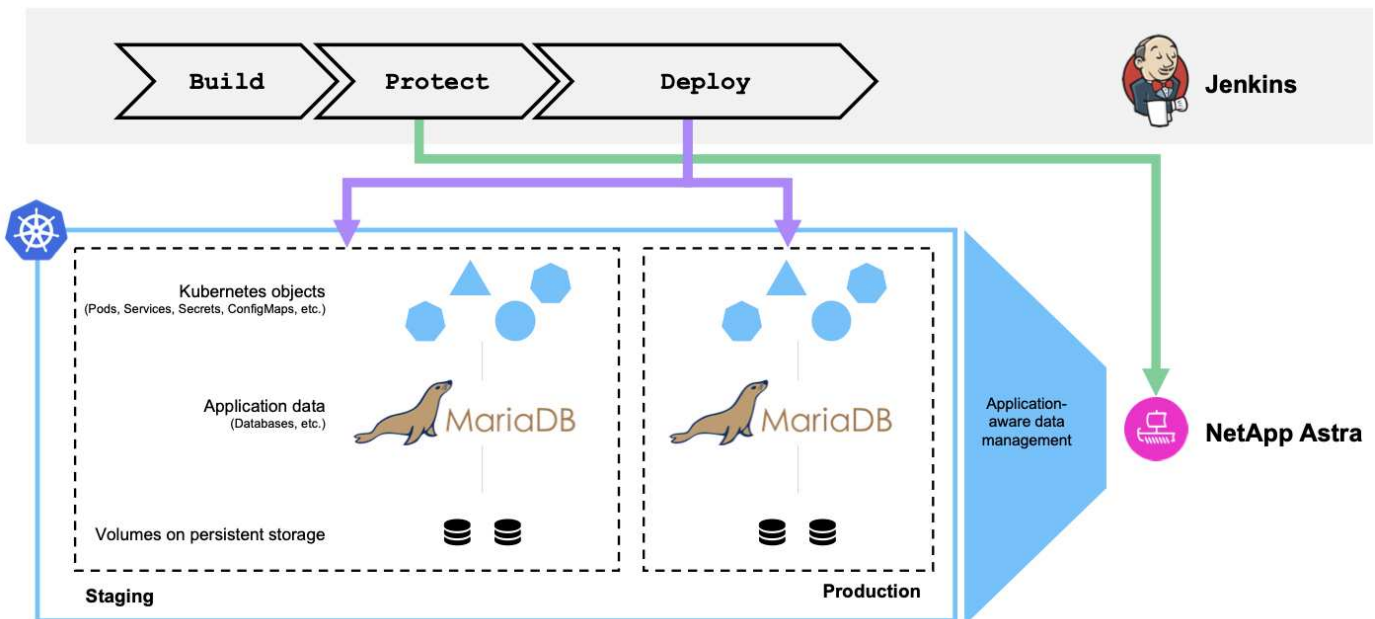 Build
Protect
Deploy
Jenkins
Kubernetes objects
(Pods, Services, Secrets, ConfigMaps, etc.)
Application data
(Databases, etc.)
MariaDB
MariaDB
Application-
aware data
management
NetApp Astra
Volumes on persistent storage
Staging
Production